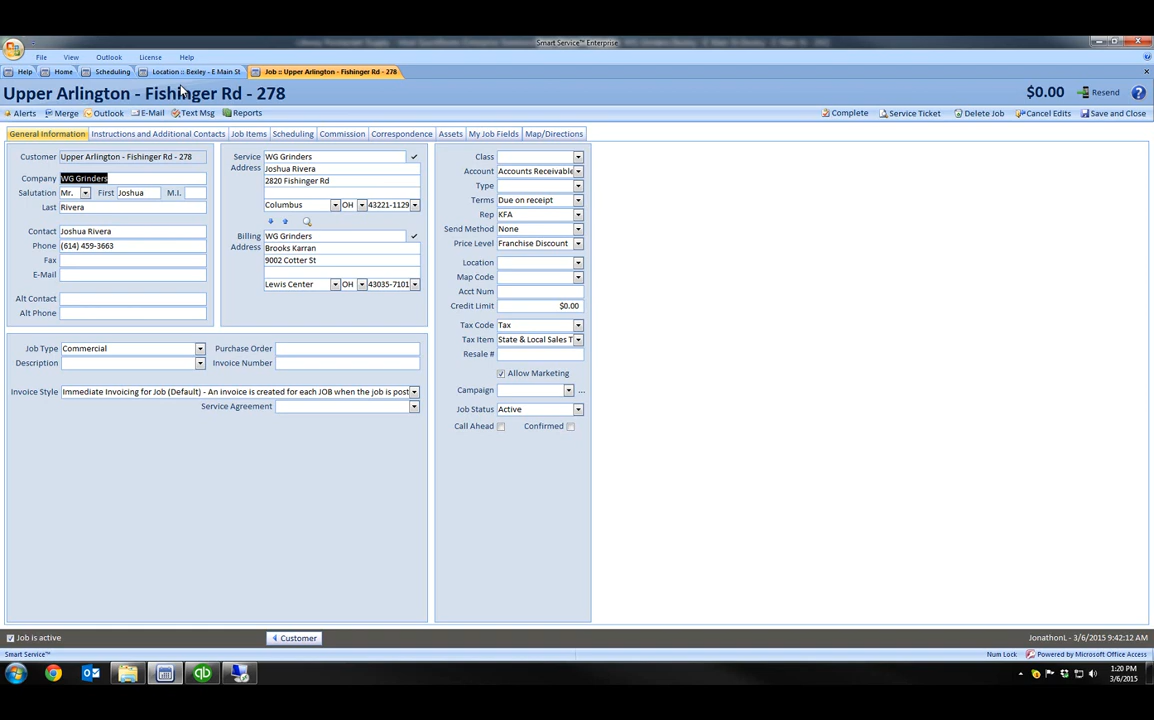 Smart Service™ Enterprise
File View Outlook License Help
Help Home Scheduling Location :: Bexley - E Main St Job :: Upper Arlington - Fishinger Rd - 278
Upper Arlington - Fishinger Rd - 278 $0.00 Resend
Alerts Merge Outlook E-Mail Text Msg Reports Complete Service Ticket Delete Job Cancel Edits Save and Close
General Information Instructions and Additional Contacts Job Items Scheduling Commission Correspondence Assets My Job Fields Map/Directions
Customer Upper Arlington - Fishinger Rd - 278
Company WG Grinders
Salutation Mr. First Joshua M.I.
Last Rivera
Contact Joshua Rivera
Phone (614) 459-3663
Fax
E-Mail
Alt Contact
Alt Phone
Service Address WG Grinders
Joshua Rivera
2820 Fishinger Rd
Columbus OH 43221-1129
Billing Address WG Grinders
Brooks Karran
9002 Cotter St
Lewis Center OH 43035-7101
Class
Account Accounts Receivable
Type
Terms Due on receipt
Rep KFA
Send Method None
Price Level Franchise Discount
Location
Map Code
Acct Num
Credit Limit $0.00
Tax Code Tax
Tax Item State & Local Sales T
Resale #
Allow Marketing
Campaign ...
Job Status Active
Call Ahead Confirmed
Job Type Commercial Purchase Order
Description Invoice Number
Invoice Style Immediate Invoicing for Job (Default) - An invoice is created for each JOB when the job is post
Service Agreement
Job is active Customer JonathonL - 3/6/2015 9:42:12 AM
Smart Service™ Num Lock Powered by Microsoft Office Access
1:20 PM
3/6/2015